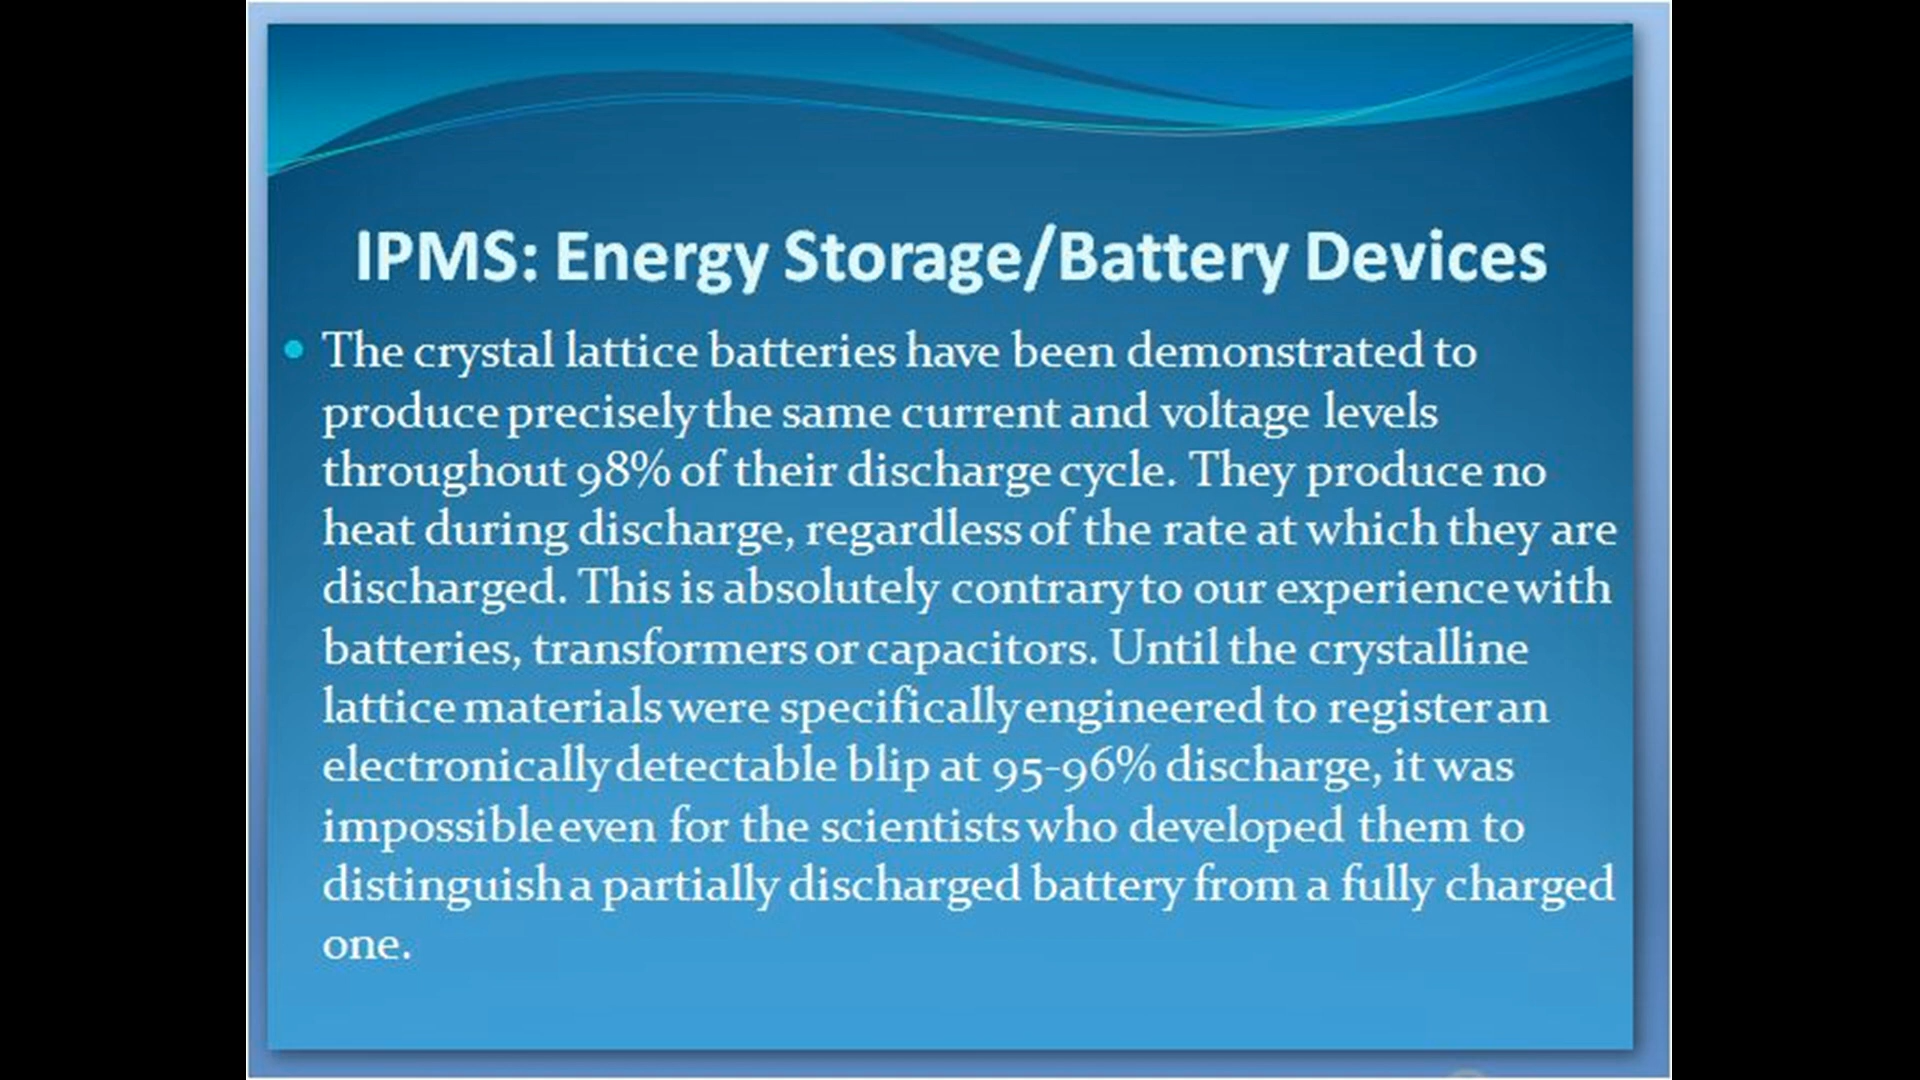 IPMS: Energy Storage/Battery Devices
• The crystal lattice batteries have been demonstrated to
produce precisely the same current and voltage levels
throughout 98% of their discharge cycle. They produce no
heat during discharge, regardless of the rate at which they are
discharged. This is absolutely contrary to our experience with
batteries, transformers or capacitors. Until the crystalline
lattice materials were specifically engineered to register an
electronically detectable blip at 95-96% discharge, it was
impossible even for the scientists who developed them to
distinguish a partially discharged battery from a fully charged
one.